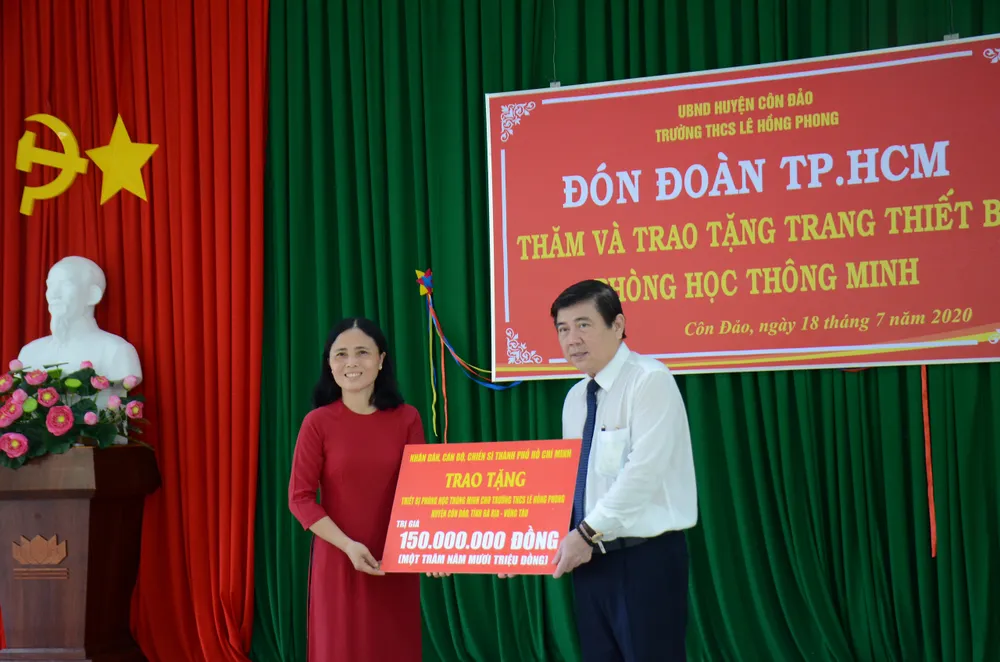 UBND HUYỆN CÔN ĐẢO
TRƯỜNG THCS LÊ HỒNG PHONG
ĐÓN ĐOÀN TP.HCM
THĂM VÀ TRAO TẶNG TRANG THIẾT B
HÒNG HỌC THÔNG MINH
Côn Đảo, ngày 18 tháng 7 năm 2020
NHÂN DÂN, CÁN BỘ, CHIẾN SĨ THÀNH PHỐ HỒ CHÍ MINH
TRAO TẶNG
THIẾT BỊ PHÒNG HỌC THÔNG MINH CHO TRƯỜNG THCS LÊ HỒNG PHONG
HUYỆN CÔN ĐẢO, TỈNH BÀ RỊA - VŨNG TÀU
TRỊ GIÁ
150.000.000 ĐỒNG
(MỘT TRĂM NĂM MƯƠI TRIỆU ĐỒNG)